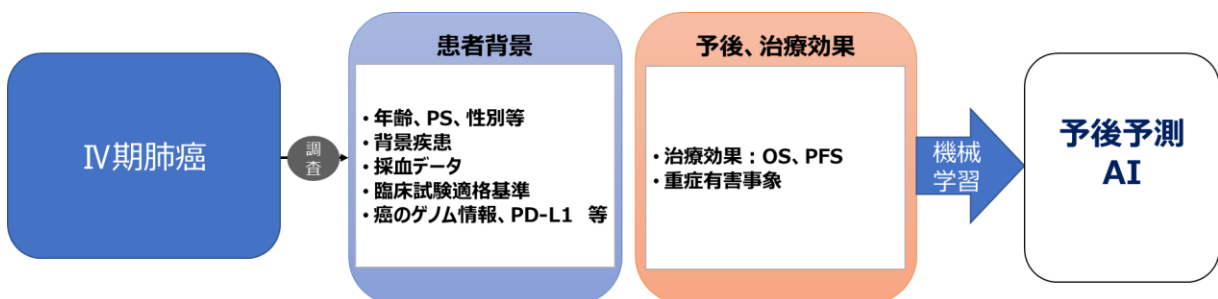 Ⅳ期肺癌
調
査
患者背景
・年齢、PS、性別等
・背景疾患
・採血データ
・臨床試験適格基準
・癌のゲノム情報、PD-L1 等
予後、治療効果
・治療効果：OS、PFS
・重症有害事象
機械
学習
予後予測
AI